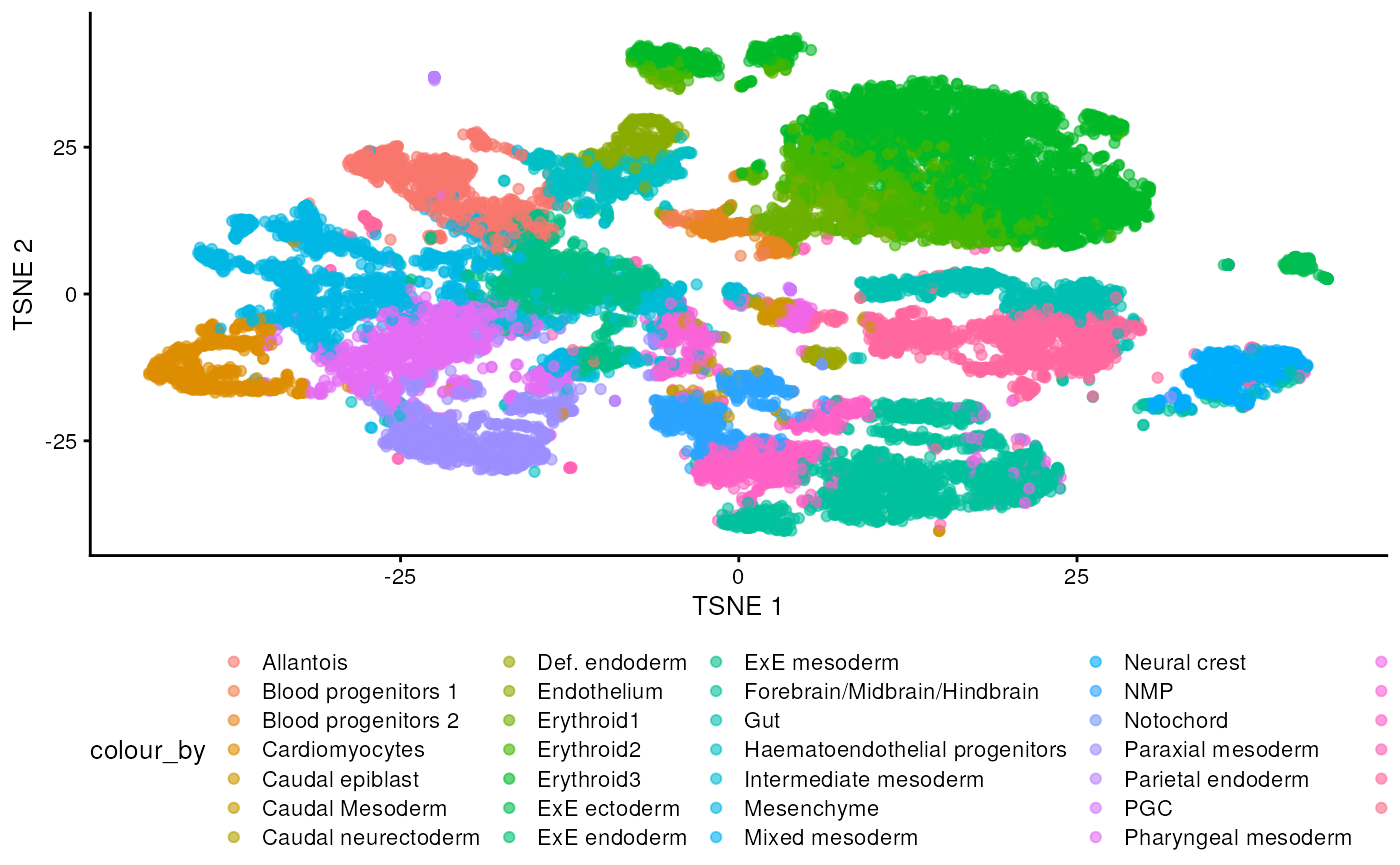 25
0
-25
TSNE 2
-25
0
25
TSNE 1
colour_by
Allantois
Blood progenitors 1
Blood progenitors 2
Cardiomyocytes
Caudal epiblast
Caudal Mesoderm
Caudal neurectoderm
Def. endoderm
Endothelium
Erythroid1
Erythroid2
Erythroid3
ExE ectoderm
ExE endoderm
ExE mesoderm
Forebrain/Midbrain/Hindbrain
Gut
Haematoendothelial progenitors
Intermediate mesoderm
Mesenchyme
Mixed mesoderm
Neural crest
NMP
Notochord
Paraxial mesoderm
Parietal endoderm
PGC
Pharyngeal mesoderm